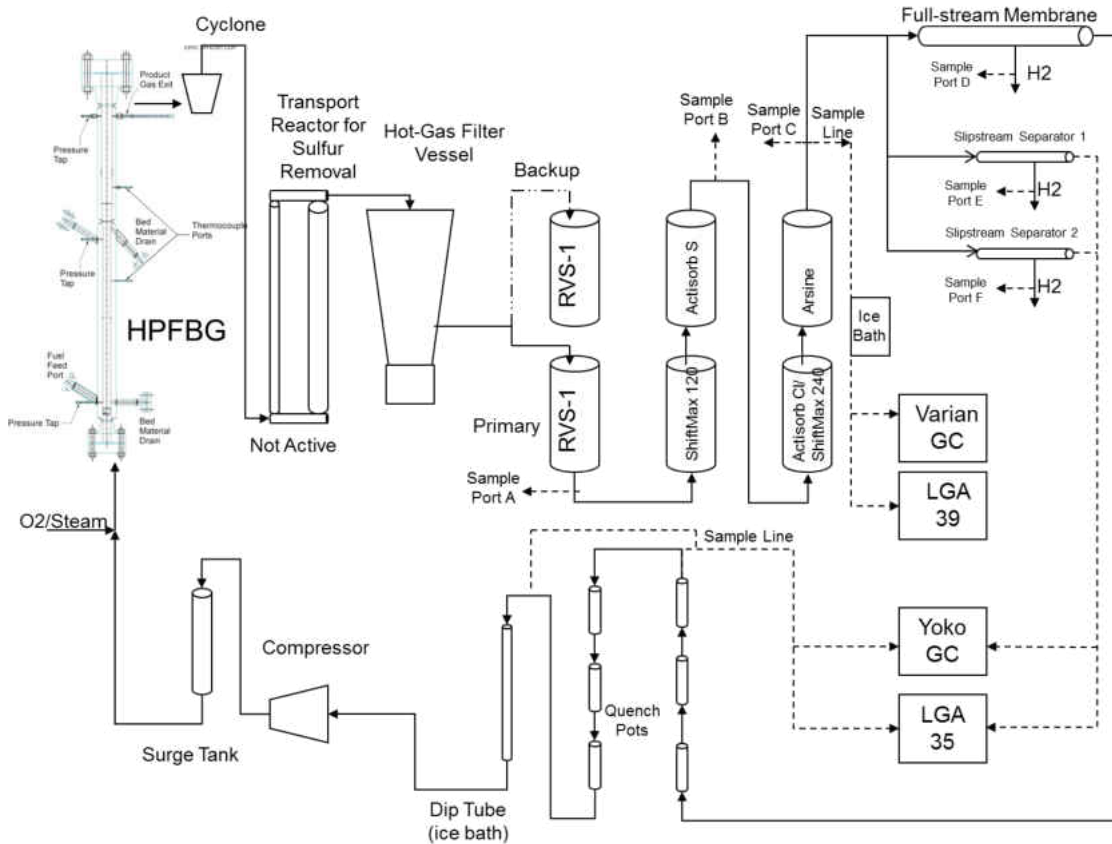 Cyclone
Full-stream Membrane
Product
Gas Exit
Pressure
Tap
Transport
Reactor for
Sulfur
Removal
Hot-Gas Filter
Vessel
Sample
Port B
Sample
Port C
Sample
Line
Sample
Port D
H2
Slipstream Separator 1
Sample
Port E
H2
Slipstream Separator 2
Sample
Port F
H2
Backup
RVS-1
Actisorb S
Arsine
Ice
Bath
Bed
Material
Drain
Thermocouple
Ports
Pressure
Tap
HPFBG
Fuel
Feed
Port
Pressure Tap
Bed
Material
Drain
Not Active
Primary
RVS-1
ShiftMax 120
Actisorb Cl/
ShiftMax 240
Varian
GC
LGA
39
Sample
Port A
O2/Steam
Sample Line
Compressor
Surge Tank
Quench
Pots
Dip Tube
(ice bath)
Yoko
GC
LGA
35